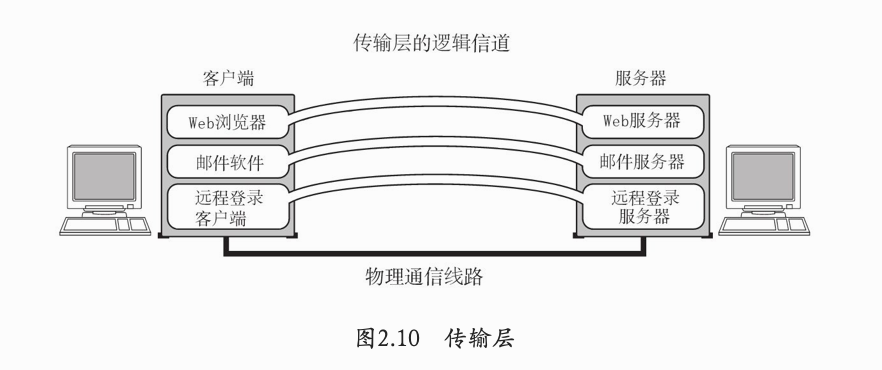 传输层的逻辑信道
客户端
服务器
Web浏览器
Web服务器
邮件软件
邮件服务器
远程登录
客户端
远程登录
服务器
物理通信线路
图2.10 传输层